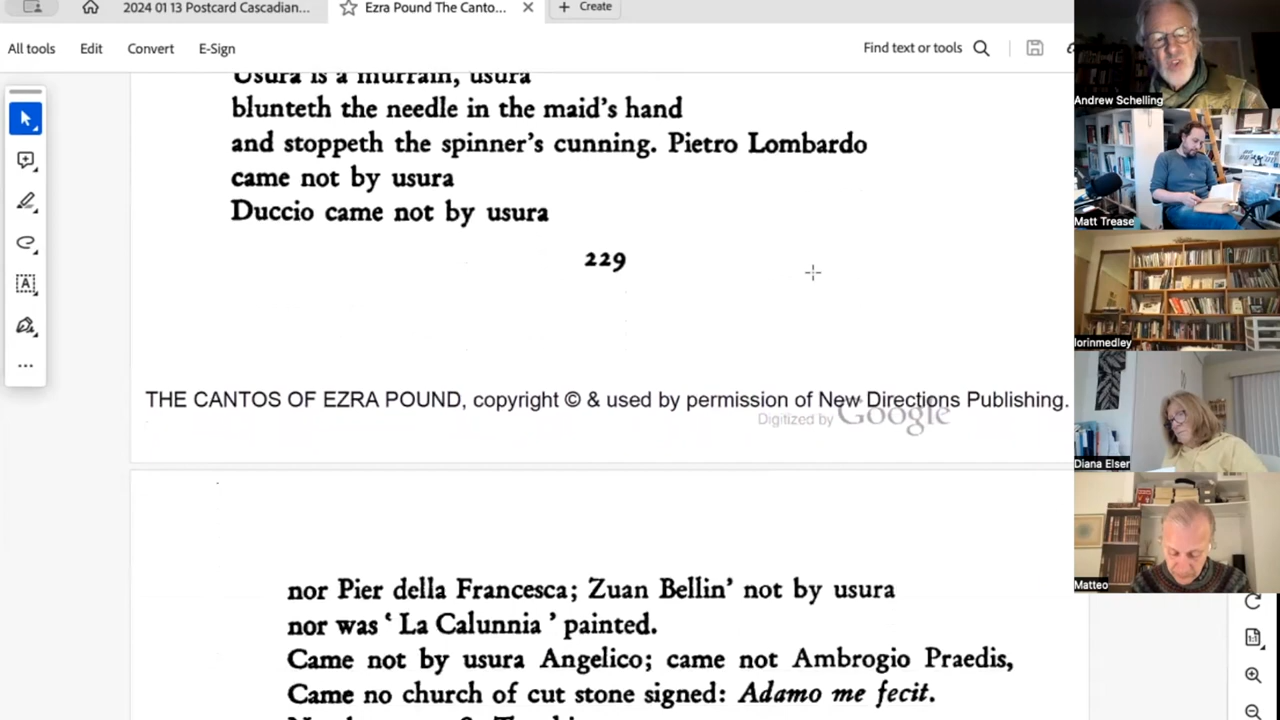 2024 01 13 Postcard Cascadian...
Ezra Pound The Canto...
Create
All tools
Edit
Convert
E-Sign
Find text or tools
Usura is a murrain, usura
blunteth the needle in the maid's hand
and stoppeth the spinner's cunning. Pietro Lombardo
came not by usura
Duccio came not by usura
229
THE CANTOS OF EZRA POUND, copyright © & used by permission of New Directions Publishing.
Digitized by Google
nor Pier della Francesca; Zuan Bellin' not by usura
nor was ‘ La Calunnia ’ painted.
Came not by usura Angelico; came not Ambrogio Praedis,
Came no church of cut stone signed: Adamo me fecit.
Andrew Schelling
Matt Trease
lorinmedley
Diana Elser
Matteo